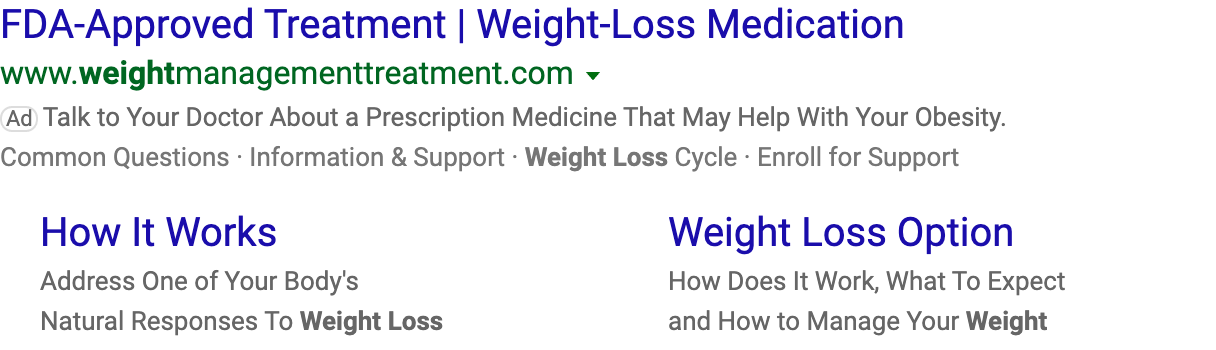 FDA-Approved Treatment | Weight-Loss Medication
www.weightmanagementtreatment.com
Ad Talk to Your Doctor About a Prescription Medicine That May Help With Your Obesity.
Common Questions · Information & Support · Weight Loss Cycle · Enroll for Support
How It Works
Address One of Your Body's
Natural Responses To Weight Loss
Weight Loss Option
How Does It Work, What To Expect
and How to Manage Your Weight